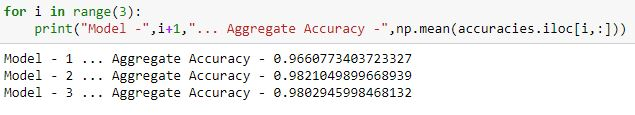 for i in range(3):
    print("Model -",i+1,"... Aggregate Accuracy -",np.mean(accuracies.iloc[i,:]))
Model - 1 ... Aggregate Accuracy - 0.9660773403723327
Model - 2 ... Aggregate Accuracy - 0.9821049899668939
Model - 3 ... Aggregate Accuracy - 0.9802945998468132